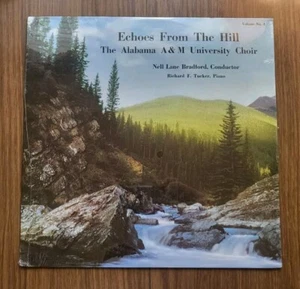 Echoes From The Hill
The Alabama A&M University Choir
Nell Lane Bradford, Conductor
Richard F. Tucker, Piano